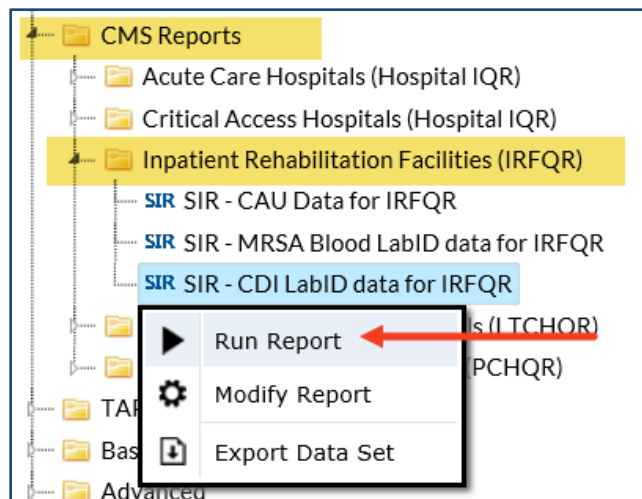 CMS Reports
Acute Care Hospitals (Hospital IQR)
Critical Access Hospitals (Hospital IQR)
Inpatient Rehabilitation Facilities (IRFQR)
SIR SIR - CAU Data for IRFQR
SIR SIR - MRSA Blood LabID data for IRFQR
SIR SIR - CDI LabID data for IRFQR
Run Report
ls (LTCHQR)
(PCHQR)
Modify Report
TAP
Bas
Export Data Set
Advanced